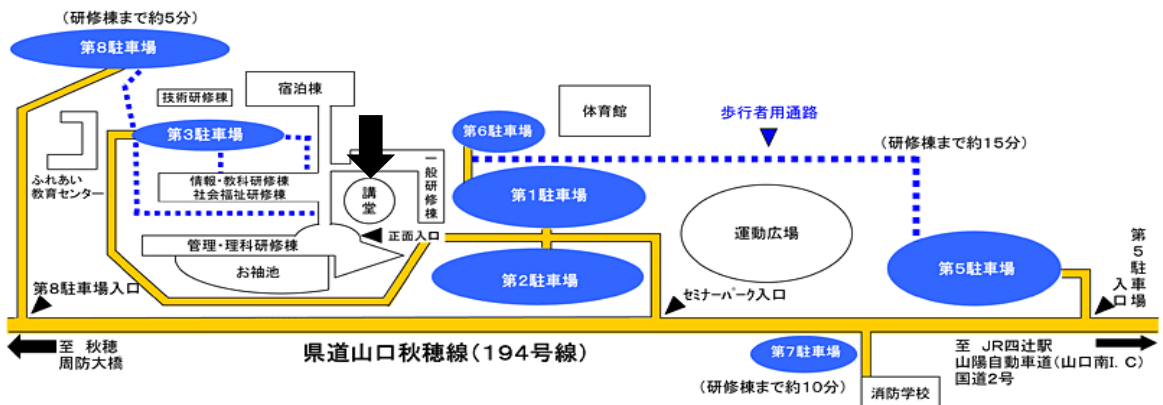 (研修棟まで約5分)
第8駐車場
技術研修棟
宿泊棟
体育館
歩行者用通路
第3駐車場
第6駐車場
(研修棟まで約15分)
ふれあい
教育センター
情報・教科研修棟
社会福祉研修棟
講堂
一般研修棟
第1駐車場
運動広場
管理・理科研修棟
正面入口
お袖池
第2駐車場
第5駐車場
第5駐車場
入口
第8駐車場入口
セミナーパーク入口
至 秋穂
周防大橋
県道山口秋穂線(194号線)
第7駐車場
(研修棟まで約10分)
消防学校
至 JR四辻駅
山陽自動車道(山口南I.C)
国道2号